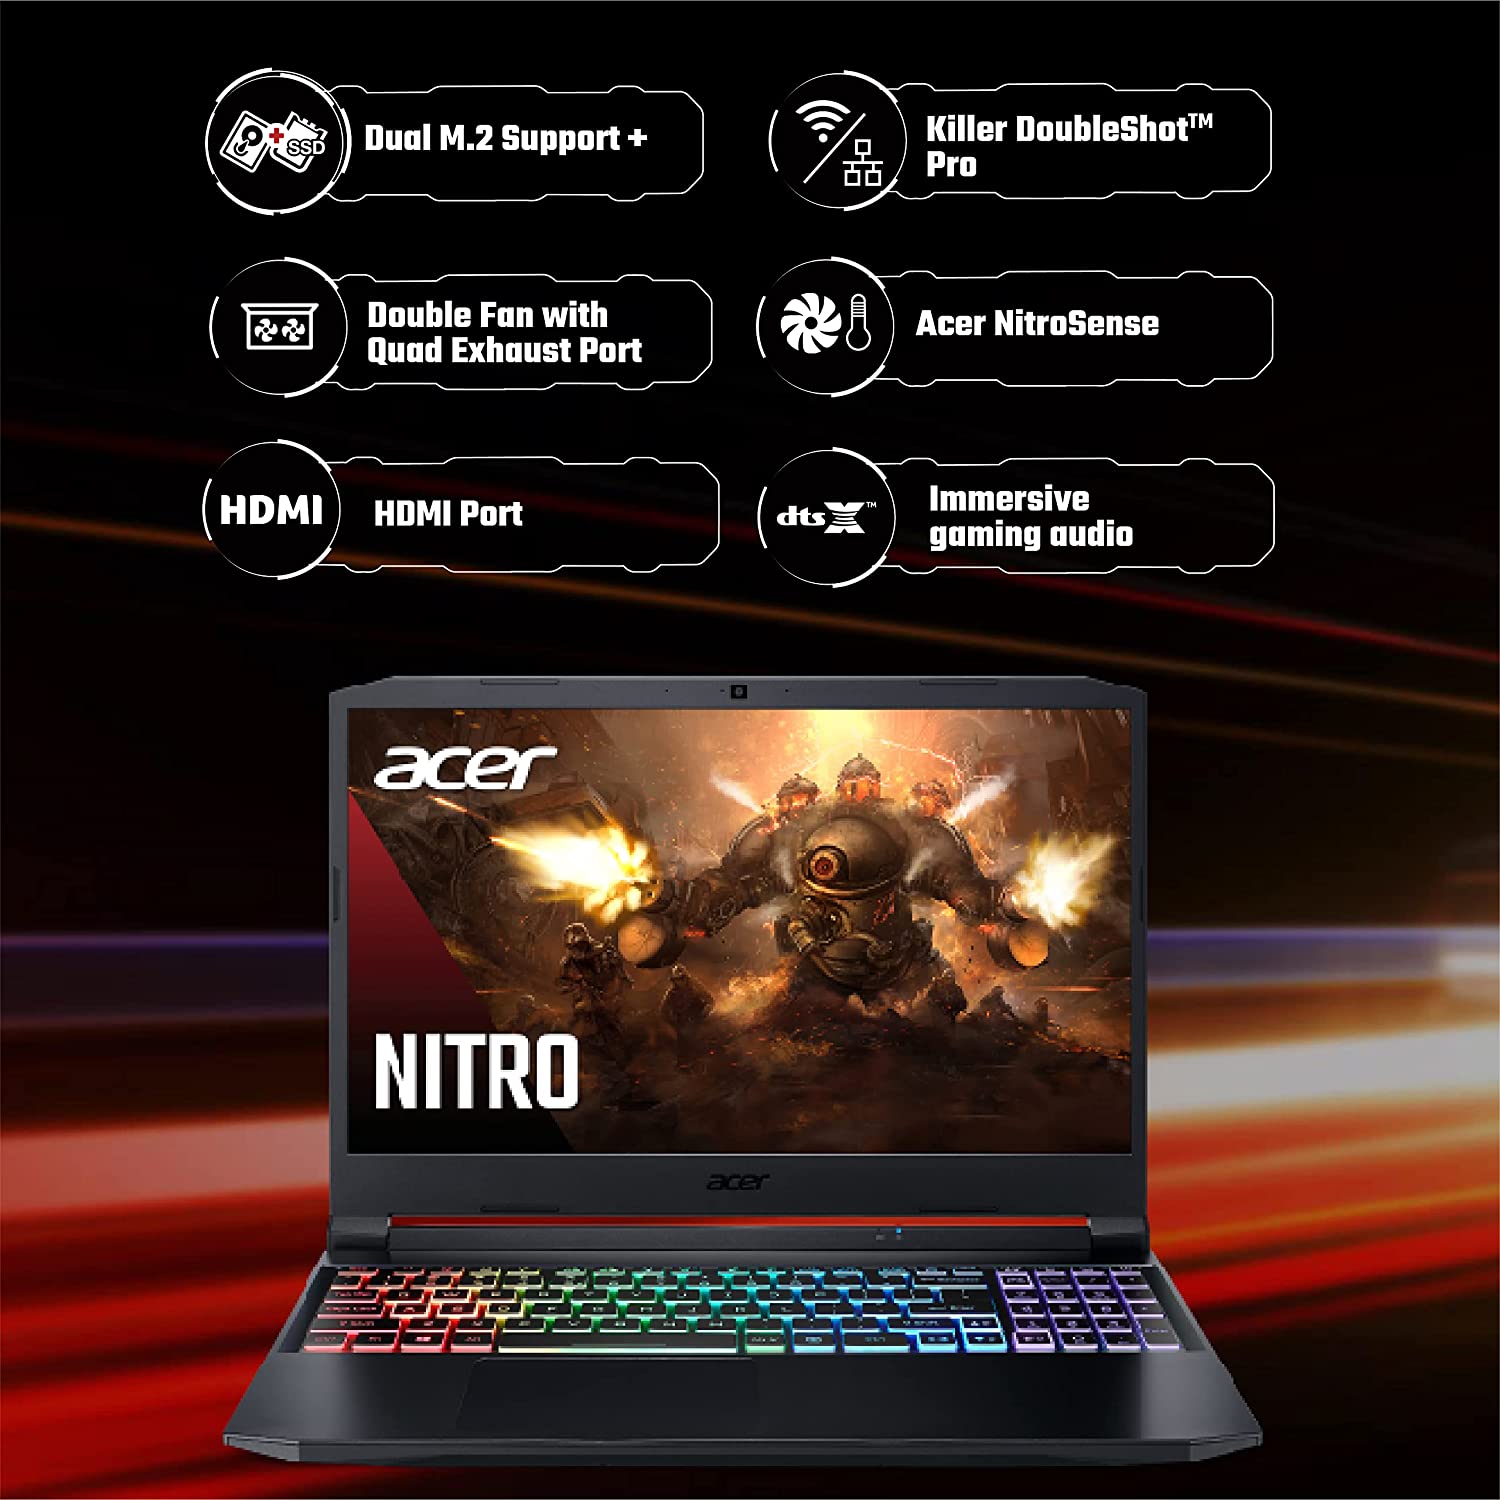 SSD
Dual M.2 Support +
Killer DoubleShot™
Pro
Double Fan with
Quad Exhaust Port
Acer NitroSense
HDMI
HDMI Port
dts X™
Immersive
gaming audio
acer
NITRO
acer